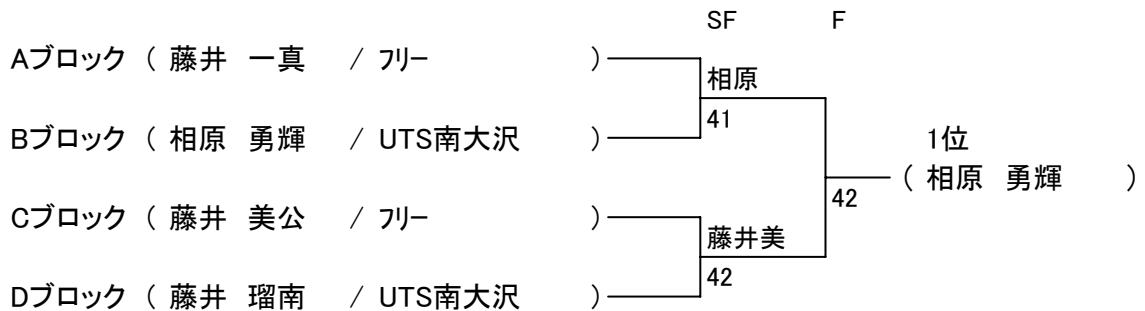 SF F
Aブロック ( 藤井 一真 / フリー )
相原
41
Bブロック ( 相原 勇輝 / UTS南大沢 )
1位
( 相原 勇輝 )
42
Cブロック ( 藤井 美公 / フリー )
藤井美
42
Dブロック ( 藤井 瑠南 / UTS南大沢 )